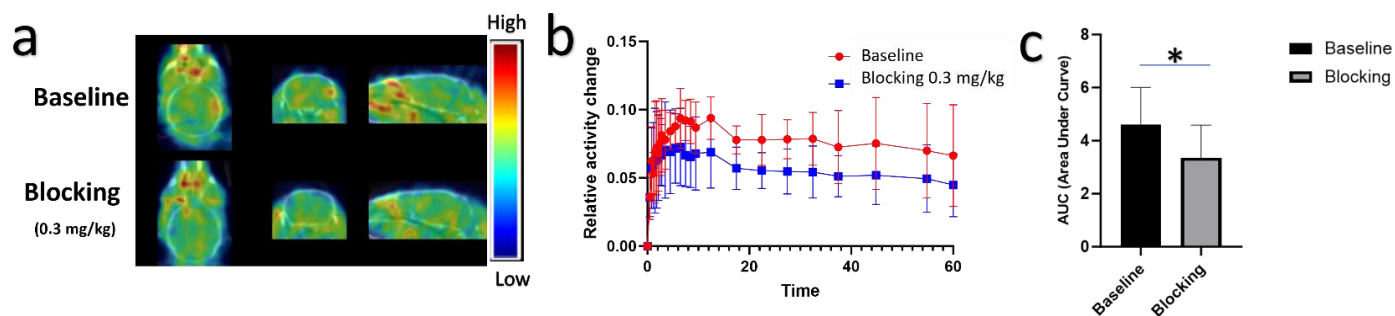 a
Baseline
Blocking
(0.3 mg/kg)
High
Low
b
Relative activity change
0.15
0.10
0.05
0.00
0
20
40
60
Time
Baseline
Blocking 0.3 mg/kg
c
AUC (Area Under Curve)
8
6
4
2
0
*
Baseline
Blocking
Baseline
Blocking